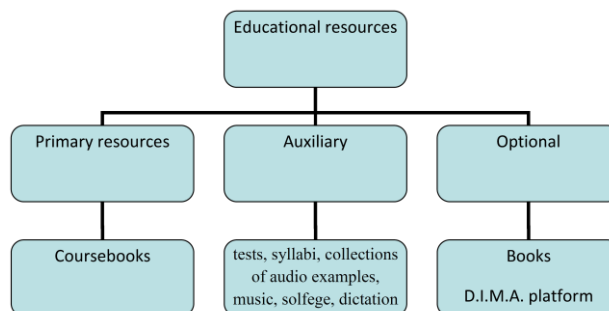 Educational resources
Primary resources
Auxiliary
Optional
Coursebooks
tests, syllabi, collections
of audio examples,
music, solfege, dictation
Books
D.I.M.A. platform